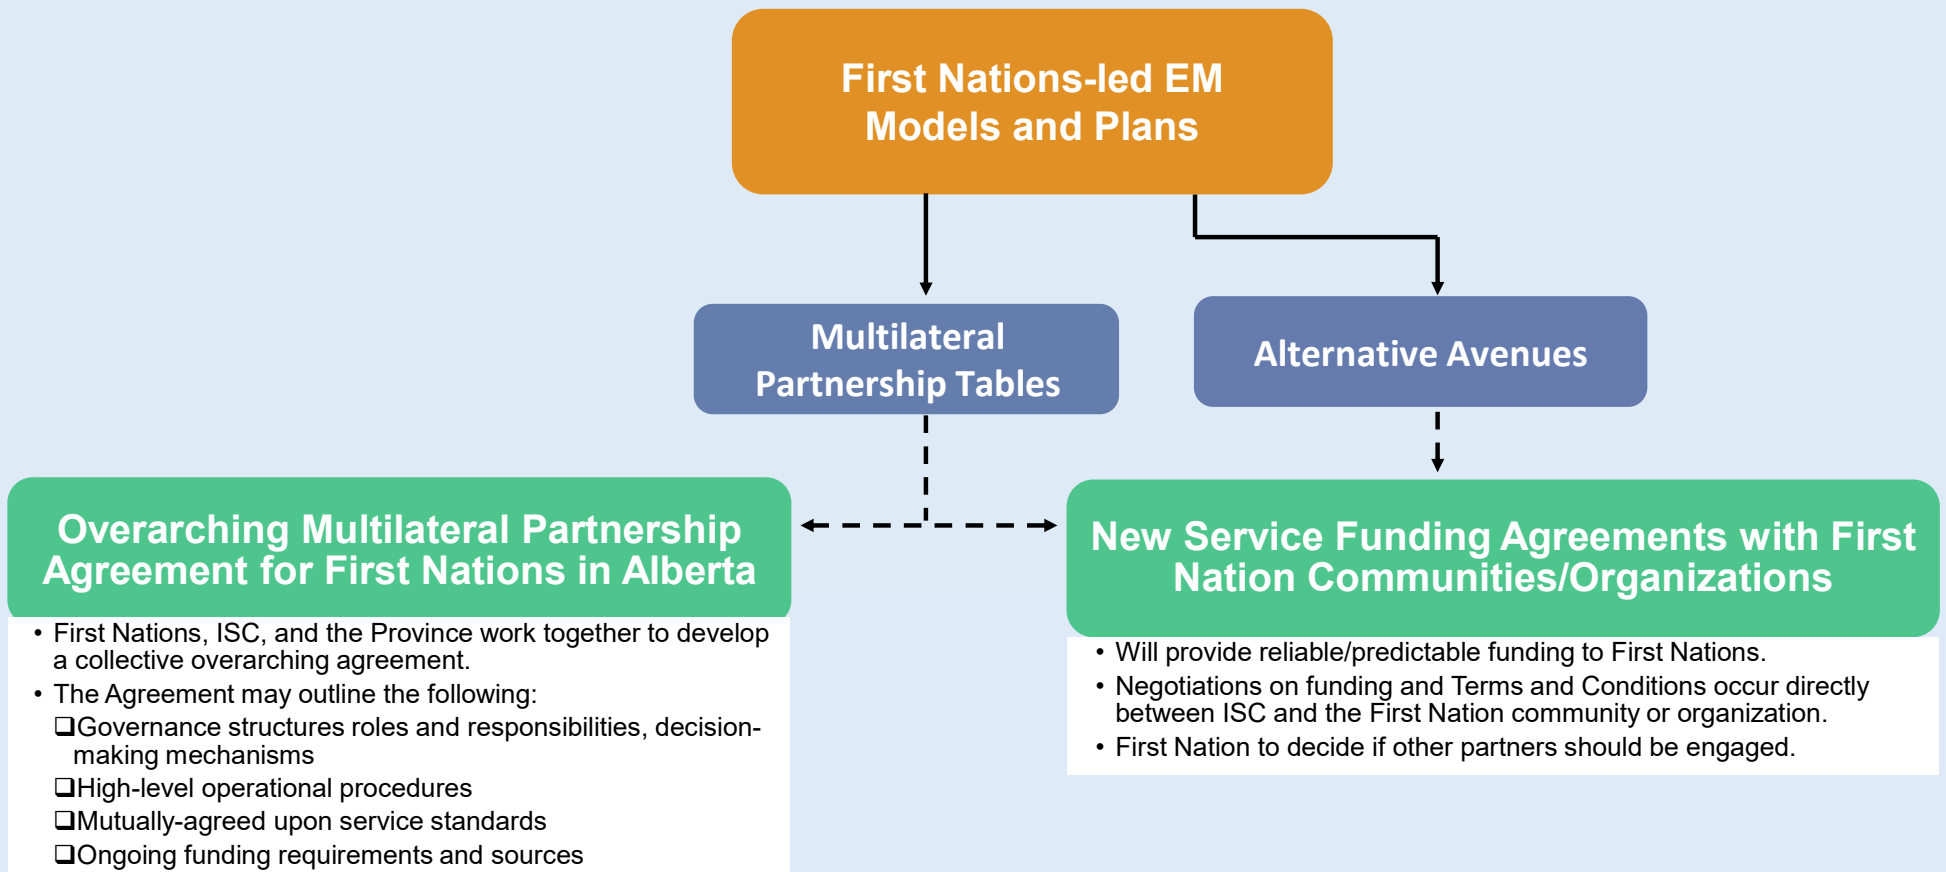 First Nations-led EM
Models and Plans
Multilateral
Partnership Tables
Alternative Avenues
Overarching Multilateral Partnership
Agreement for First Nations in Alberta
• First Nations, ISC, and the Province work together to develop
a collective overarching agreement.
• The Agreement may outline the following:
❑Governance structures roles and responsibilities, decision-
making mechanisms
❑High-level operational procedures
❑Mutually-agreed upon service standards
❑Ongoing funding requirements and sources
New Service Funding Agreements with First
Nation Communities/Organizations
• Will provide reliable/predictable funding to First Nations.
• Negotiations on funding and Terms and Conditions occur directly
between ISC and the First Nation community or organization.
• First Nation to decide if other partners should be engaged.